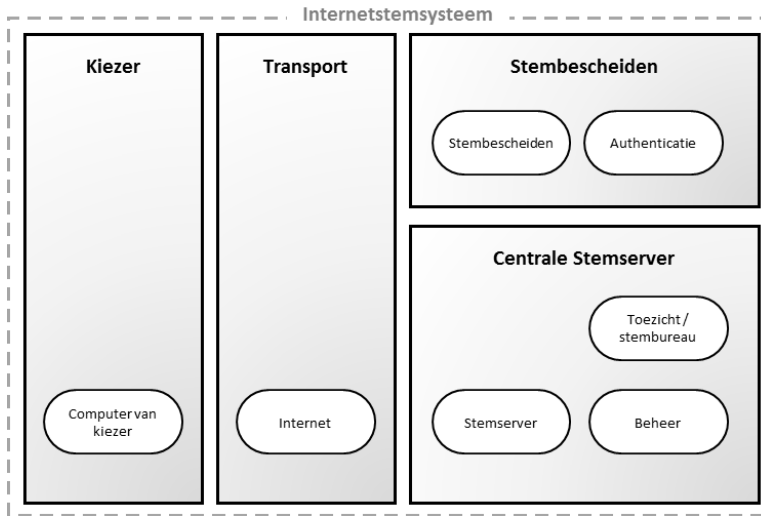 Internetstemsysteem
Kiezer
Computer van
kiezer
Transport
Internet
Stembescheiden
Stembescheiden
Authenticatie
Centrale Stemserver
Toezicht /
stembureau
Stemserver
Beheer